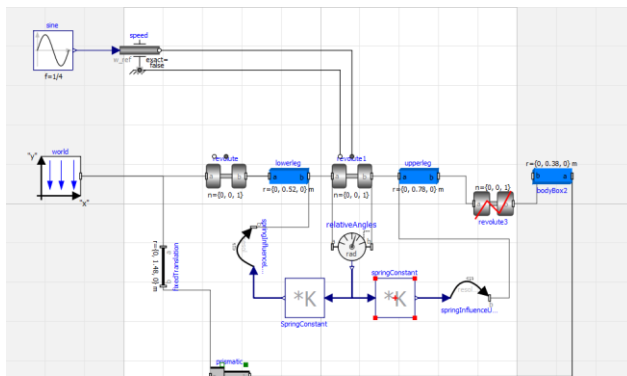 sine
f=1/4
speed
w_ref
exact=
false
world
"y"
"x"
revolute
a
b
n={0, 0, 1}
lowerleg
a
b
r={0, 0.52, 0} m
revolute1
a
b
n={0, 0, 1}
upperleg
a
b
r={0, 0.78, 0} m
r={0, 0.38, 0} m
b
a
bodyBox2
n={0, 0, 1}
revolute3
fixedTranslation
relativeAngles
rad
*K
SpringConstant
springConstant
*K
springInfluenceU...
prismatic